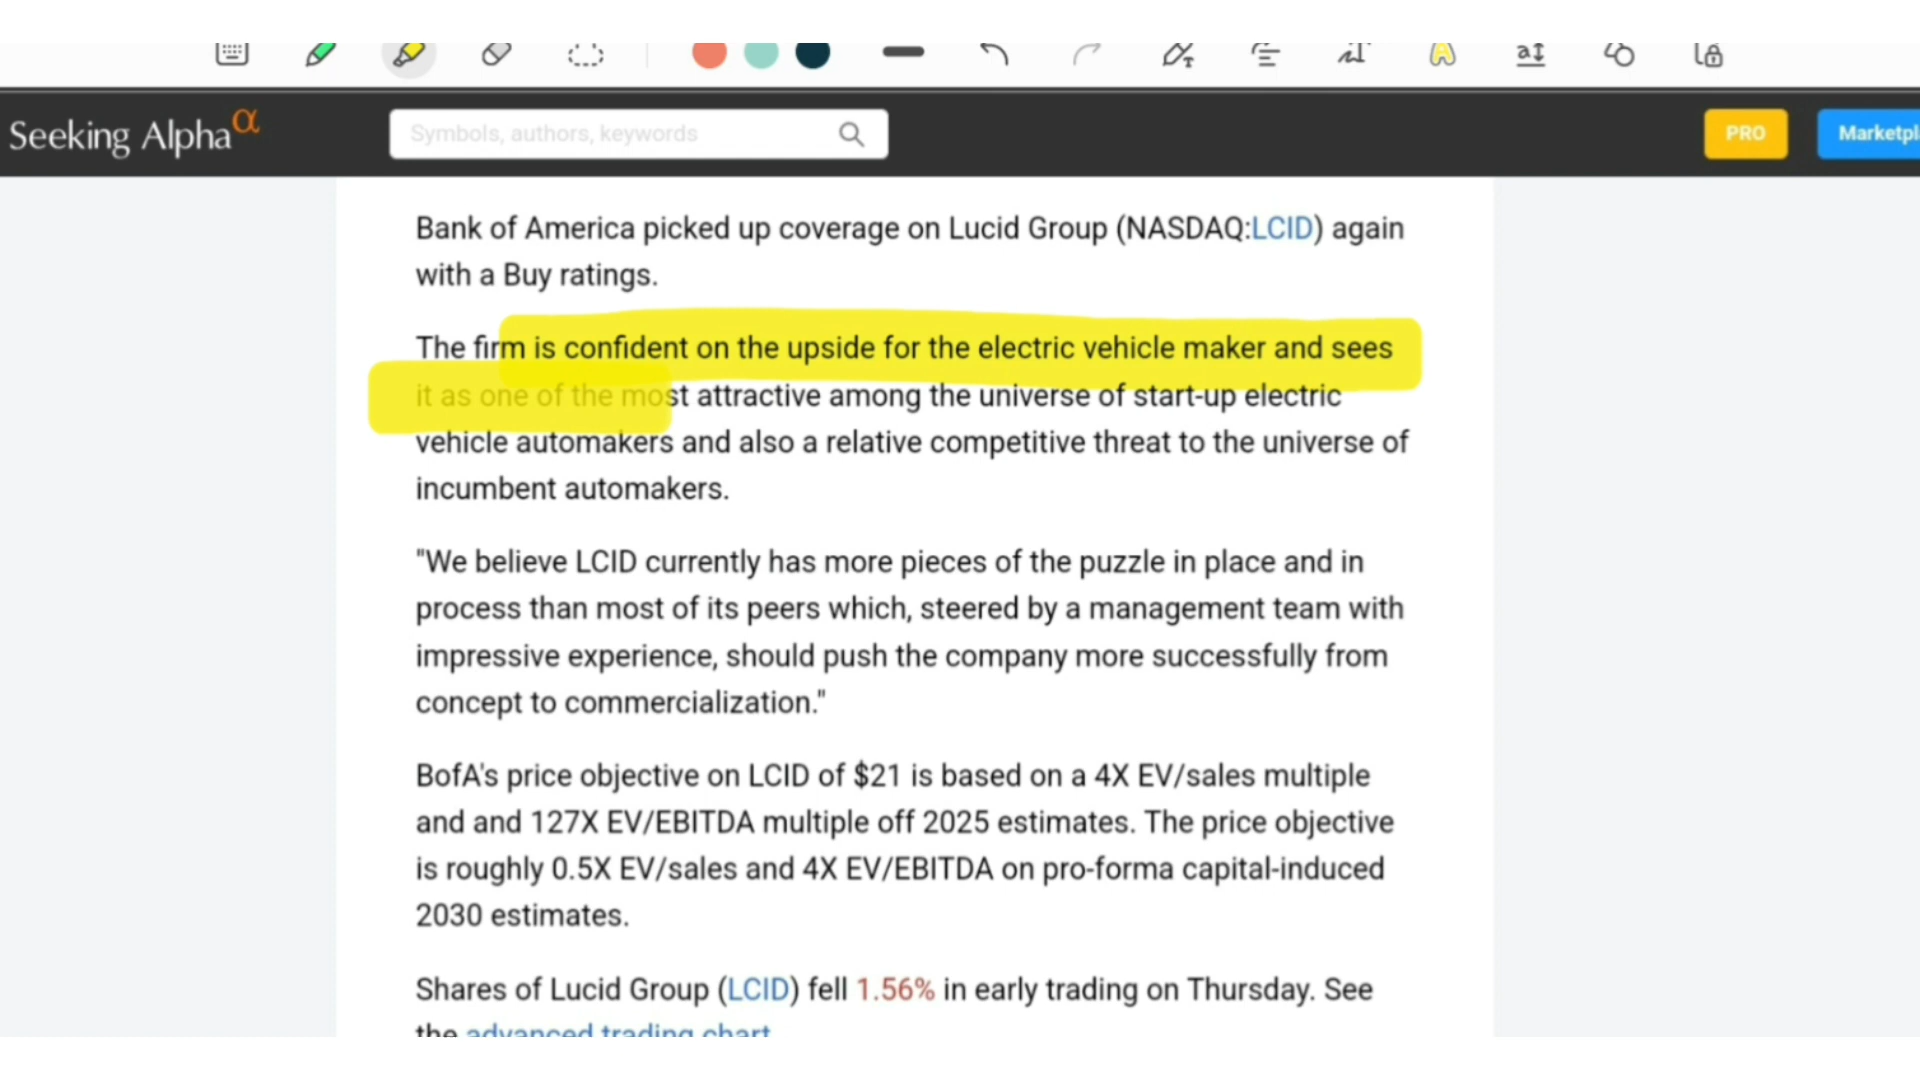 Seeking Alphaα
Symbols, authors, keywords
PRO
Marketpl
Bank of America picked up coverage on Lucid Group (NASDAQ:LCID) again
with a Buy ratings.
The firm is confident on the upside for the electric vehicle maker and sees
it as one of the most attractive among the universe of start-up electric
vehicle automakers and also a relative competitive threat to the universe of
incumbent automakers.
"We believe LCID currently has more pieces of the puzzle in place and in
process than most of its peers which, steered by a management team with
impressive experience, should push the company more successfully from
concept to commercialization."
BofA's price objective on LCID of $21 is based on a 4X EV/sales multiple
and and 127X EV/EBITDA multiple off 2025 estimates. The price objective
is roughly 0.5X EV/sales and 4X EV/EBITDA on pro-forma capital-induced
2030 estimates.
Shares of Lucid Group (LCID) fell 1.56% in early trading on Thursday. See
the advanced trading chart